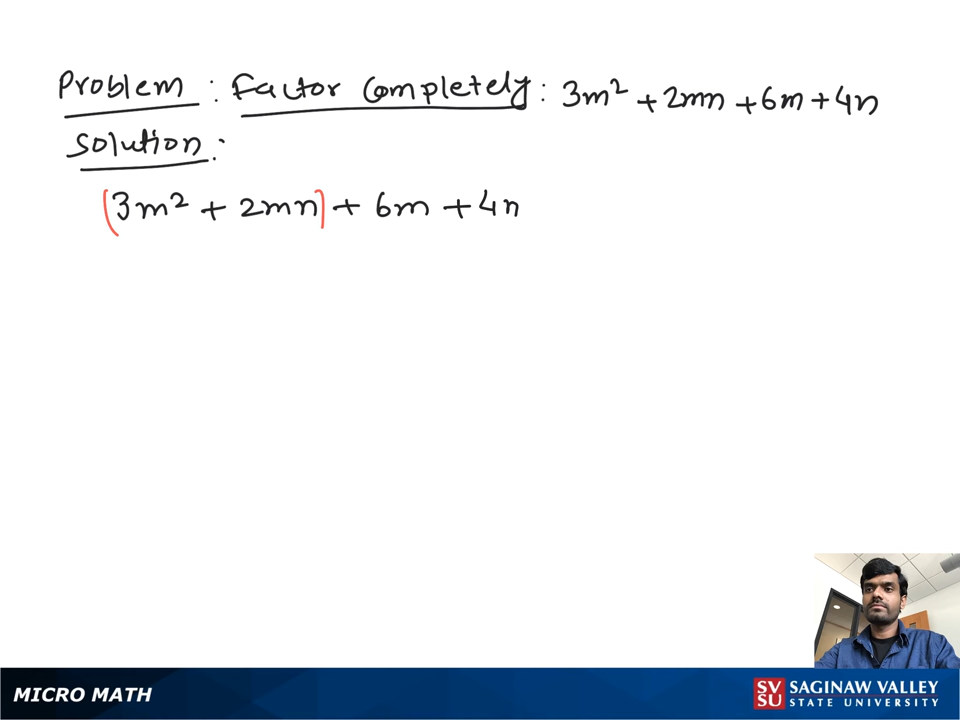 Problem : Factor Completely : 3m² + 2mn + 6m + 4n
Solution :
(3m² + 2mn) + 6m + 4n
MICRO MATH
SV SU SAGINAW VALLEY
STATE UNIVERSITY